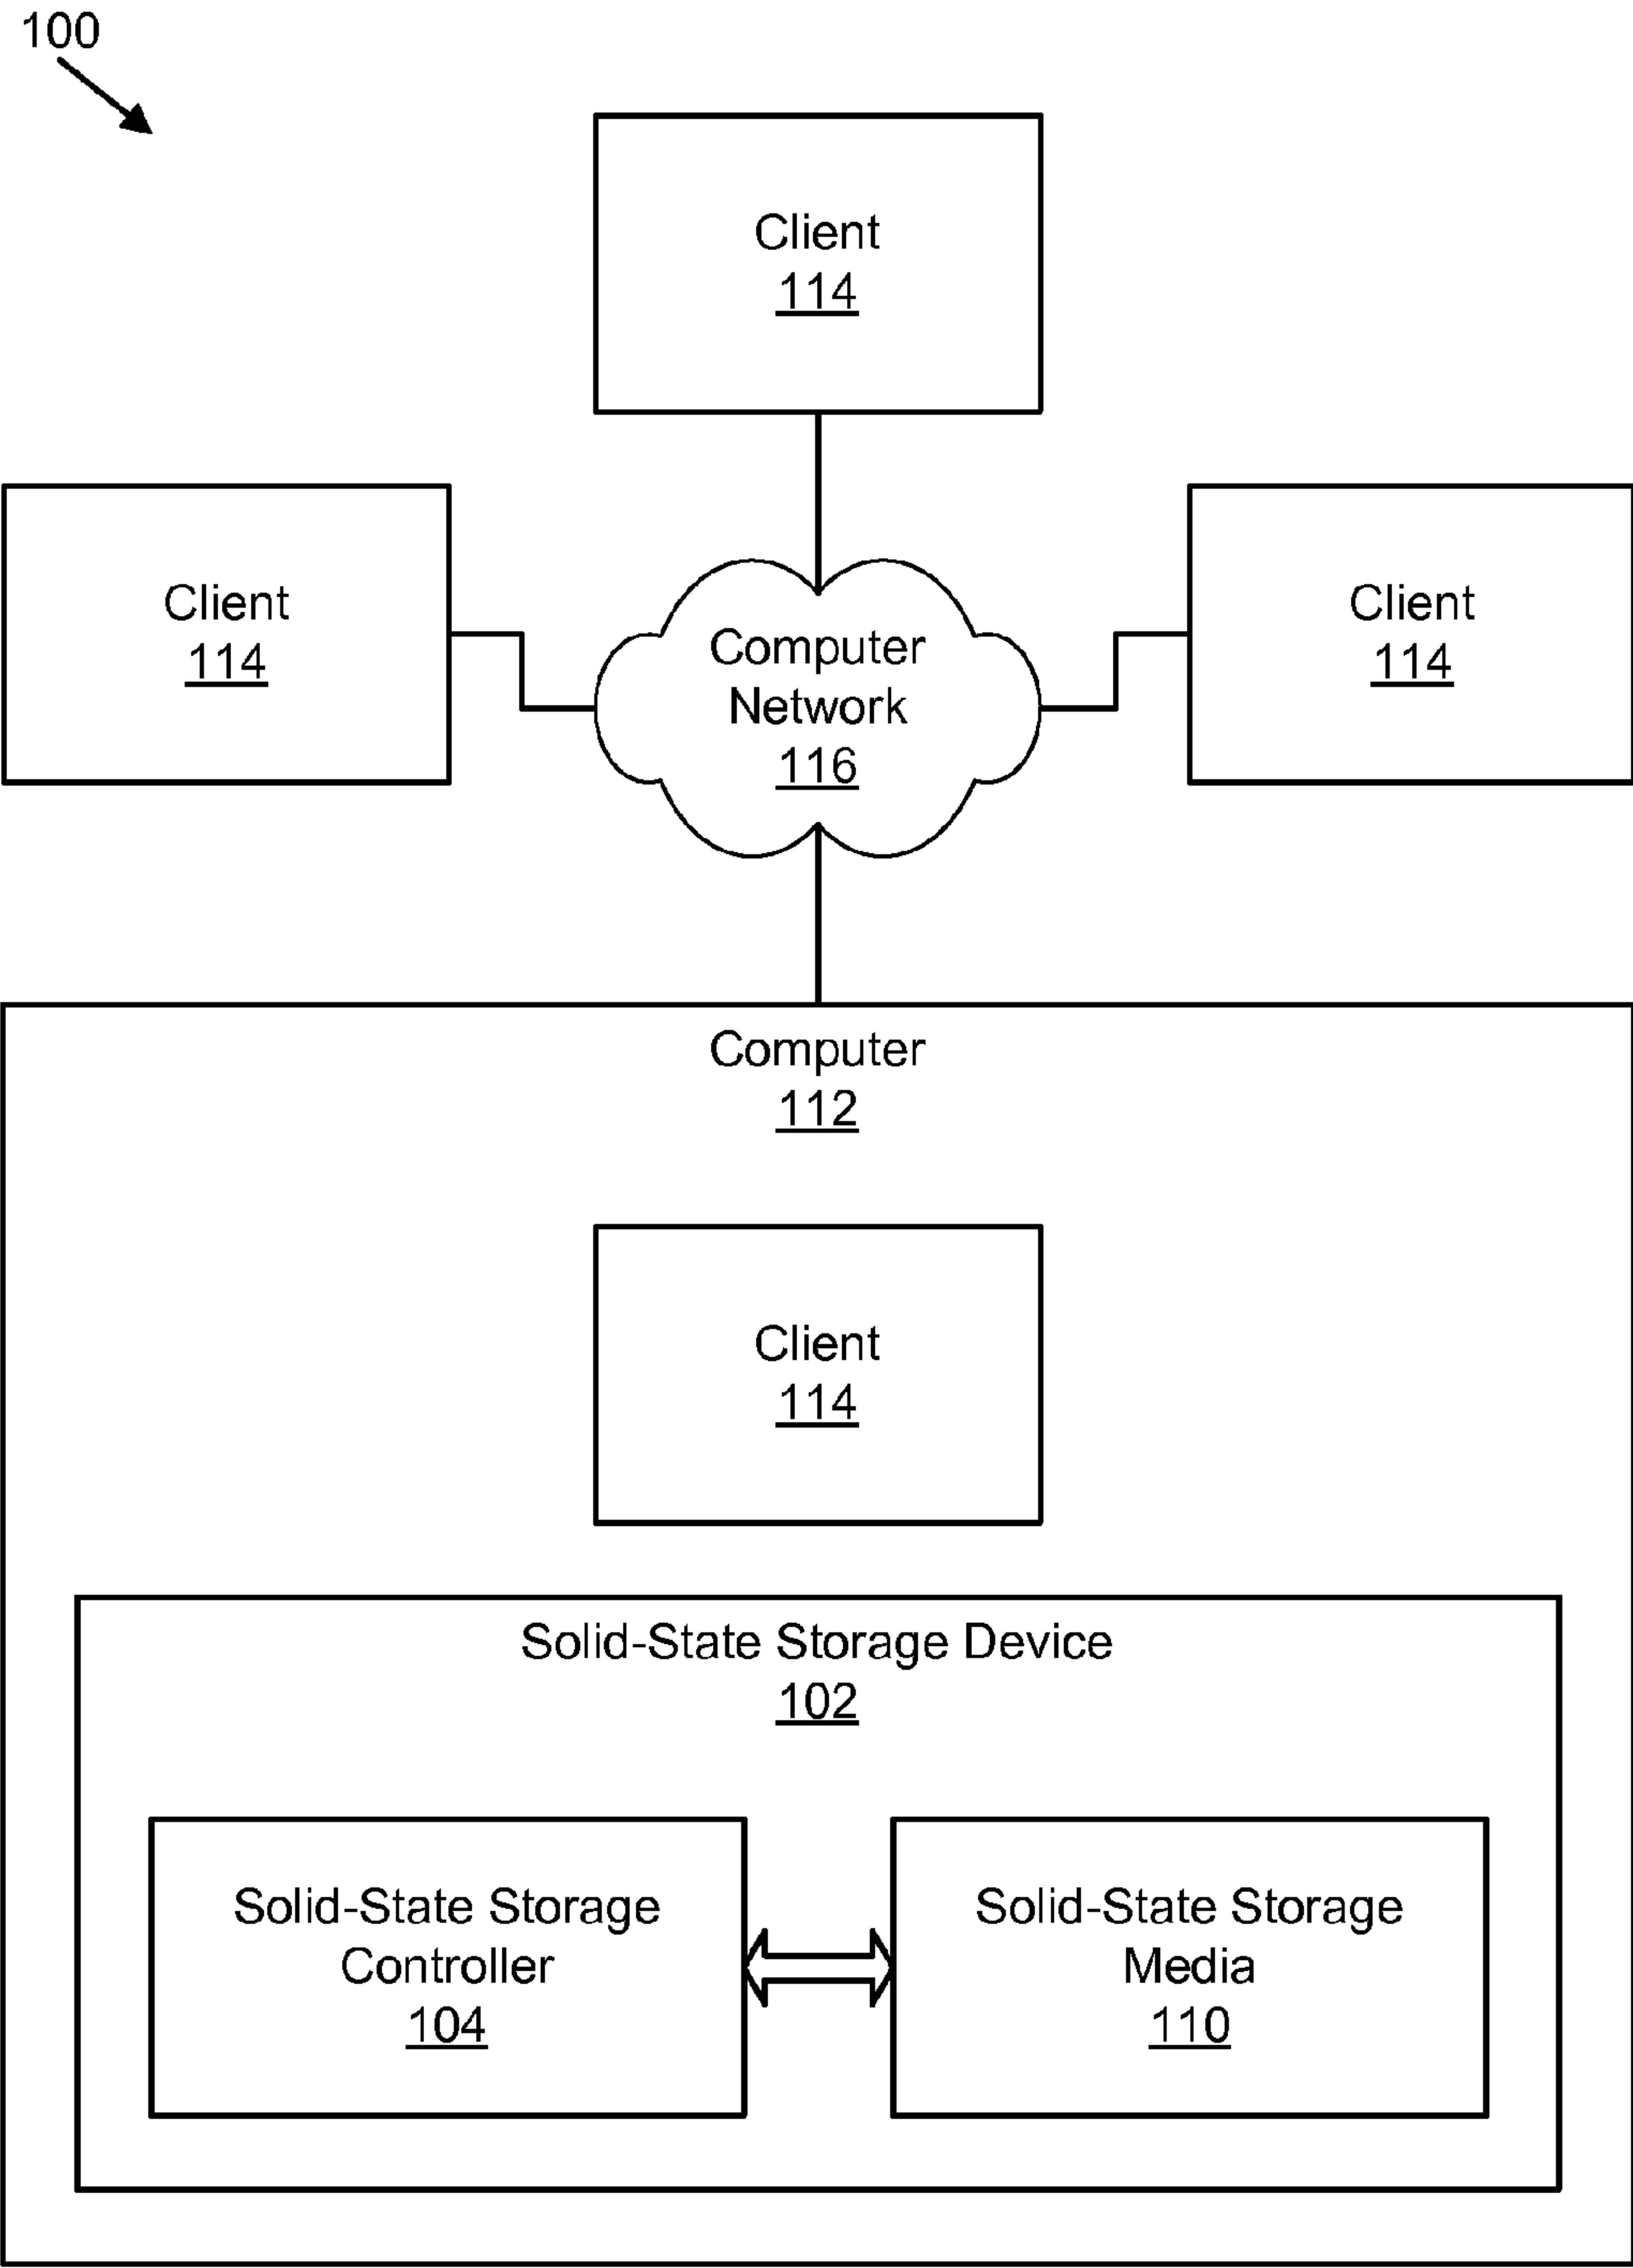 100
Client
114
Client
114
Client
114
Computer
Network
116
Computer
112
Client
114
Solid-State Storage Device
102
Solid-State Storage
Controller
104
Solid-State Storage
Media
110